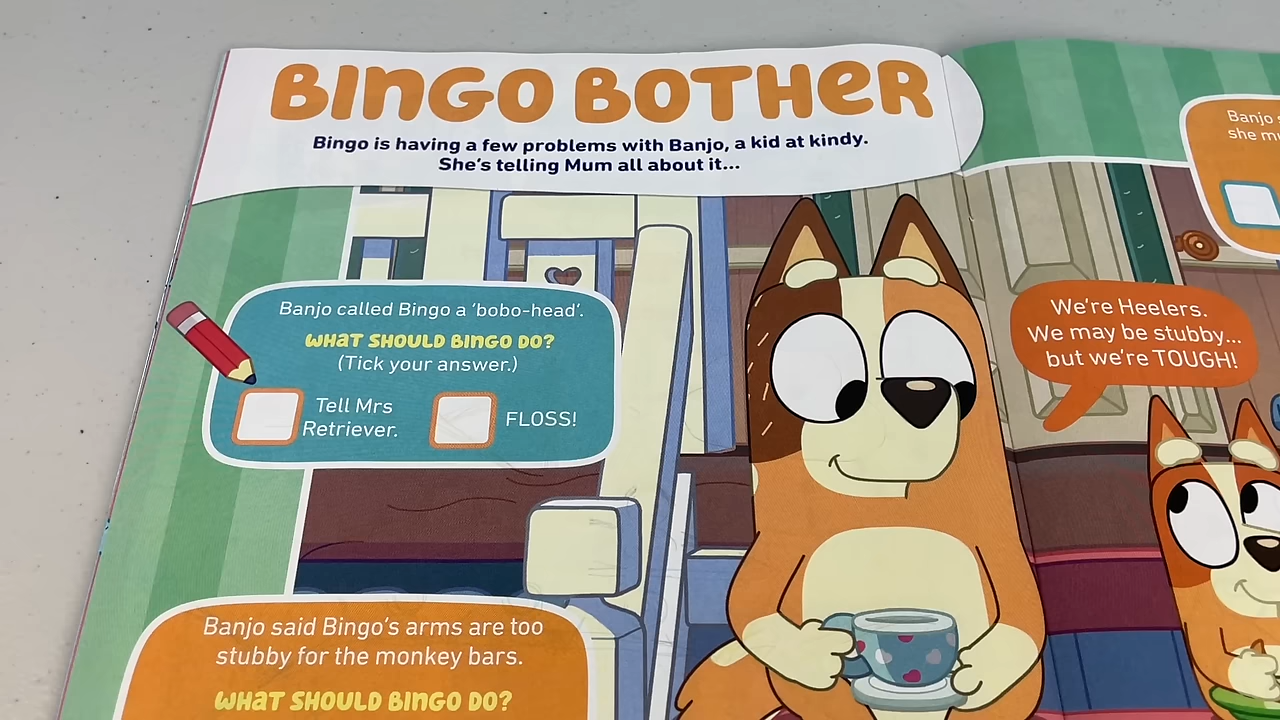 BINGO BOTHER
Bingo is having a few problems with Banjo, a kid at kindy.
She's telling Mum all about it...
Banjo called Bingo a 'bobo-head'.
WHAT SHOULD BINGO DO?
(Tick your answer.)
Tell Mrs
Retriever.
FLOSS!
Banjo said Bingo's arms are too
stubby for the monkey bars.
WHAT SHOULD BINGO DO?
We're Heelers.
We may be stubby...
but we're TOUGH!
Banjo
she